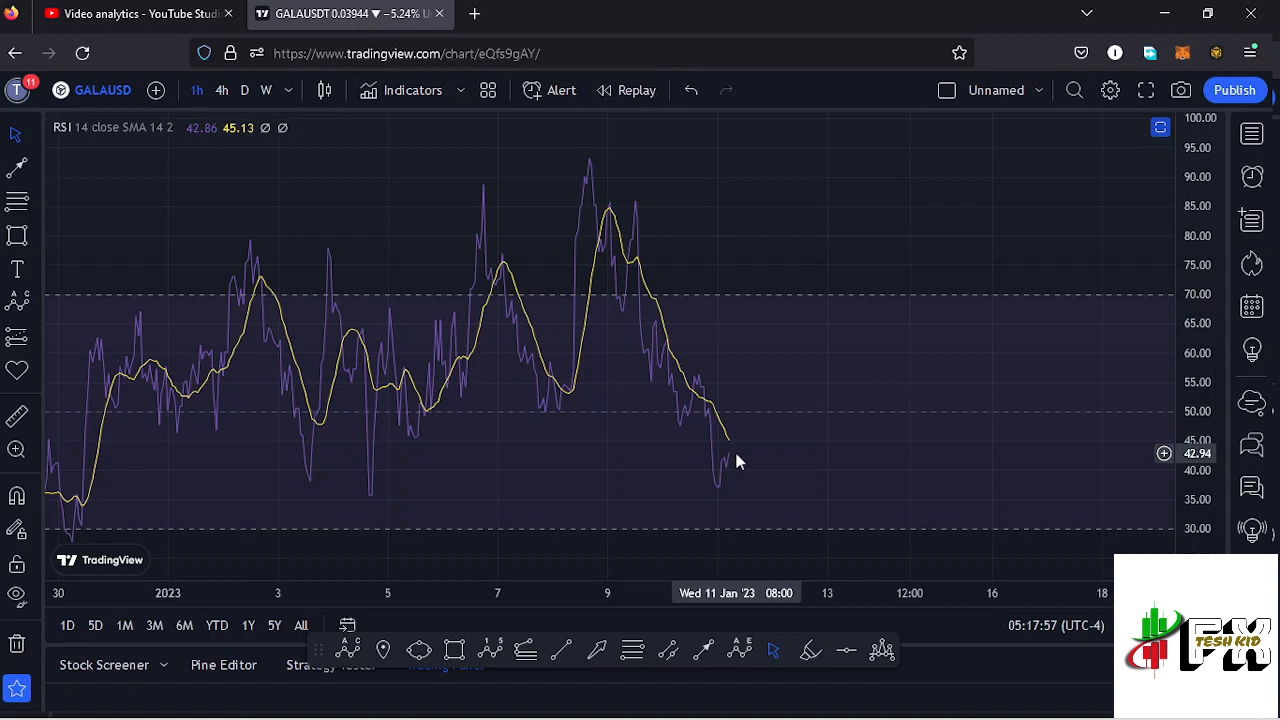 Video analytics - YouTube Studi
GALAUSDT 0.03944 ▼ −5.24% U
https://www.tradingview.com/chart/eQfs9gAY/
T
11
GALAUSD
1h
4h
D
W
Indicators
Alert
Replay
Unnamed
Publish
RSI 14 close SMA 14 2 42.86 45.13 ∅ ∅
100.00
95.00
90.00
85.00
80.00
75.00
70.00
65.00
60.00
55.00
50.00
45.00
42.94
40.00
35.00
30.00
TradingView
30
2023
3
5
7
9
Wed 11 Jan '23 08:00
13
12:00
16
18
1D
5D
1M
3M
6M
YTD
1Y
5Y
All
05:17:57 (UTC-4)
Stock Screener
Pine Editor
Strategy Tester
Trading Panel
FX
TESH KID